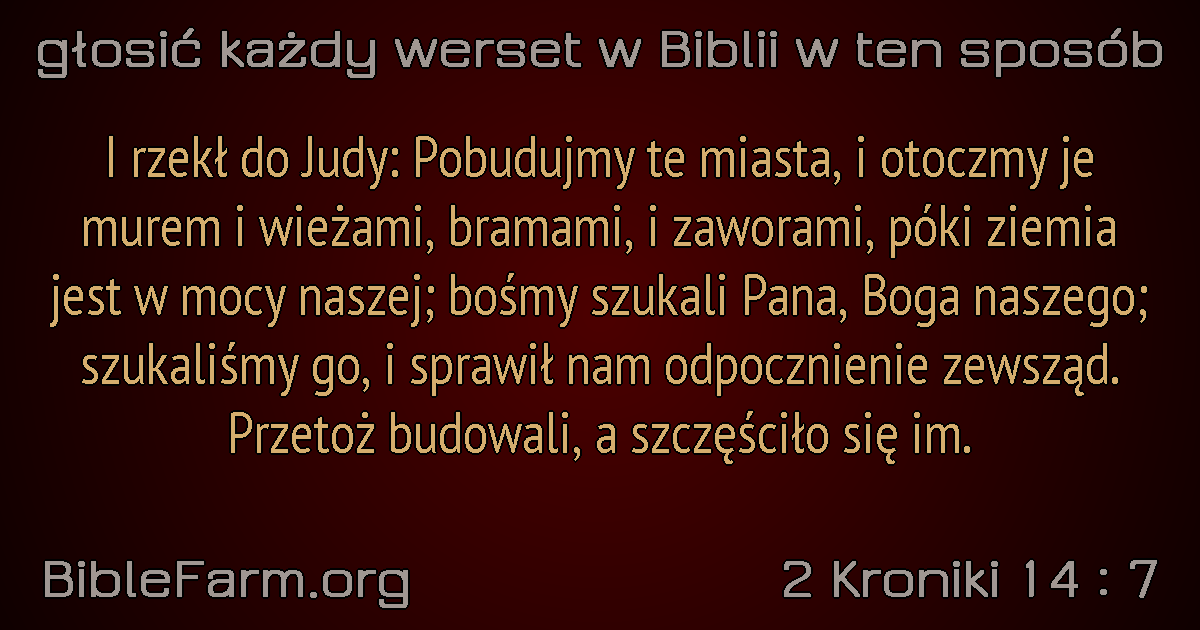 głosić każdy werset w Biblii w ten sposób
I rzekł do Judy: Pobudujmy te miasta, i otoczmy je
murem i wieżami, bramami, i zaworami, póki ziemia
jest w mocy naszej; bośmy szukali Pana, Boga naszego;
szukaliśmy go, i sprawił nam odpocznienie zewsząd.
Przetoż budowali, a szczęściło się im.
BibleFarm.org
2 Kroniki 14 : 7